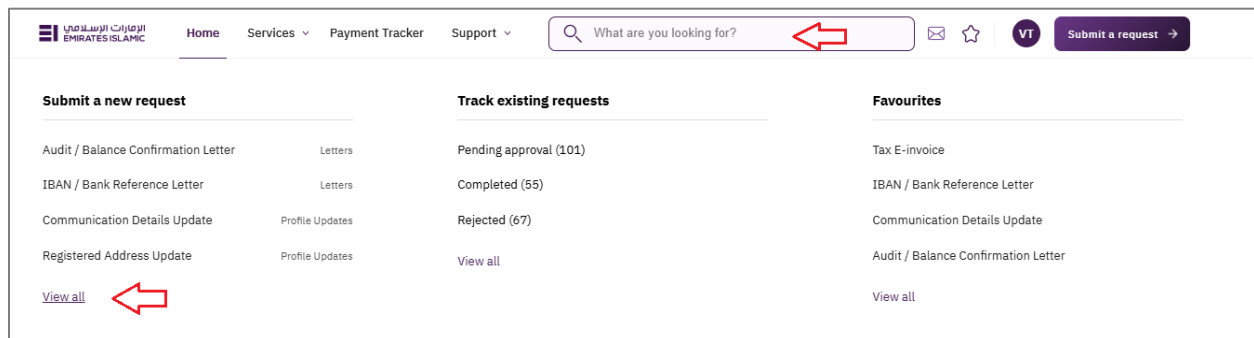 الإمارات الإسلامي
EMIRATES ISLAMIC
Home
Services
Payment Tracker
Support
What are you looking for?
VT
Submit a request →
Submit a new request
Audit / Balance Confirmation Letter Letters
IBAN / Bank Reference Letter Letters
Communication Details Update Profile Updates
Registered Address Update Profile Updates
View all
Track existing requests
Pending approval (101)
Completed (55)
Rejected (67)
View all
Favourites
Tax E-invoice
IBAN / Bank Reference Letter
Communication Details Update
Audit / Balance Confirmation Letter
View all